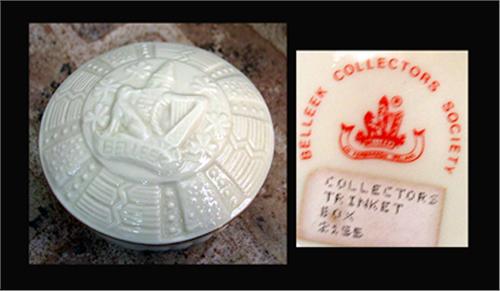 BELLEEK
BELLEEK COLLECTORS SOCIETY
®
COLLECTORS
TRINKET
BOX